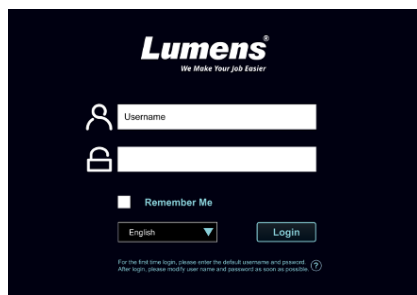 Lumens®
We Make Your Job Easier
Username
Remember Me
English
Login
For the first time login, please enter the default username and pasword.
After login, please modify user name and password as soon as possible. ?